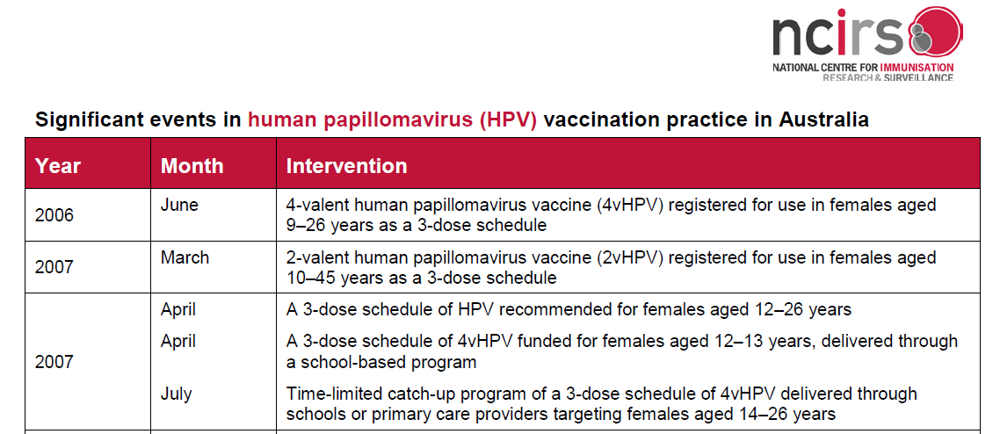 ncirs
NATIONAL CENTRE FOR IMMUNISATION
RESEARCH & SURVEILLANCE
Significant events in human papillomavirus (HPV) vaccination practice in Australia
Year Month Intervention
2006 June 4-valent human papillomavirus vaccine (4vHPV) registered for use in females aged
9–26 years as a 3-dose schedule
2007 March 2-valent human papillomavirus vaccine (2vHPV) registered for use in females aged
10–45 years as a 3-dose schedule
2007 April A 3-dose schedule of HPV recommended for females aged 12–26 years
April A 3-dose schedule of 4vHPV funded for females aged 12–13 years, delivered through
a school-based program
July Time-limited catch-up program of a 3-dose schedule of 4vHPV delivered through
schools or primary care providers targeting females aged 14–26 years